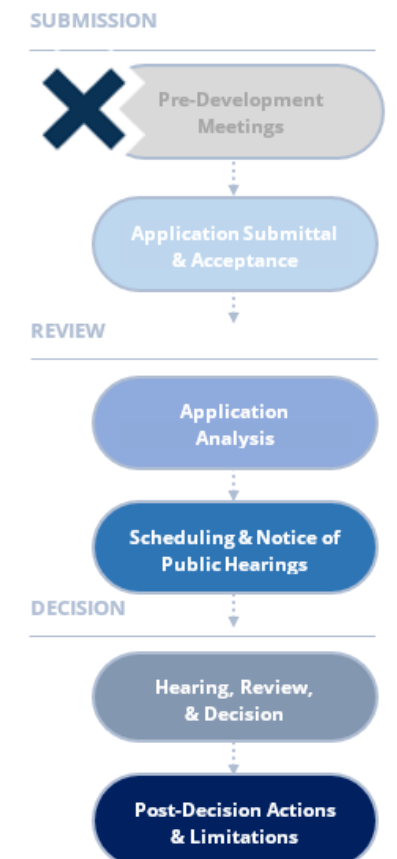 SUBMISSION
Pre-Development
Meetings
Application Submittal
& Acceptance
REVIEW
Application
Analysis
Scheduling & Notice of
Public Hearings
DECISION
Hearing, Review,
& Decision
Post-Decision Actions
& Limitations